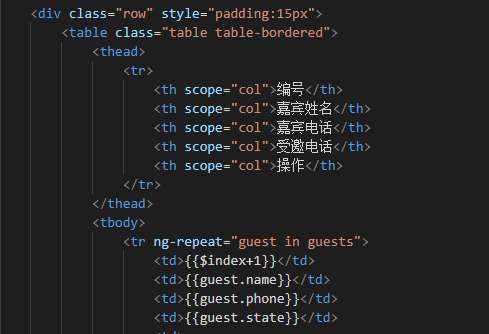 <div class="row" style="padding:15px">
<table class="table table-bordered">
<thead>
<tr>
<th scope="col">编号</th>
<th scope="col">嘉宾姓名</th>
<th scope="col">嘉宾电话</th>
<th scope="col">受邀电话</th>
<th scope="col">操作</th>
</tr>
</thead>
<tbody>
<tr ng-repeat="guest in guests">
<td>{{$index+1}}</td>
<td>{{guest.name}}</td>
<td>{{guest.phone}}</td>
<td>{{guest.state}}</td>